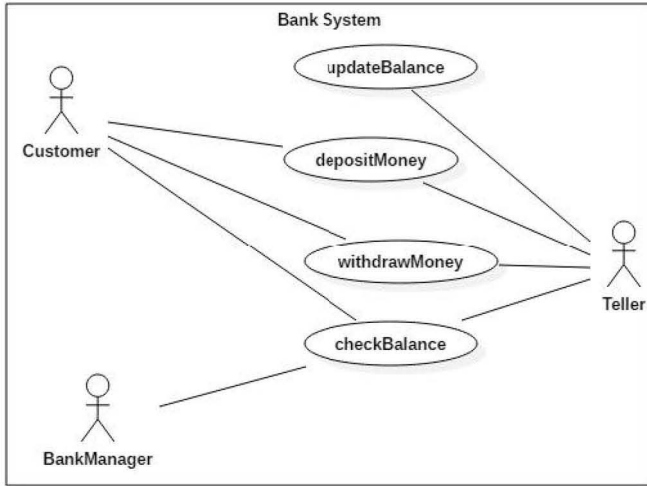 Bank System
updateBalance
Customer
depositMoney
withdrawMoney
Teller
checkBalance
BankManager